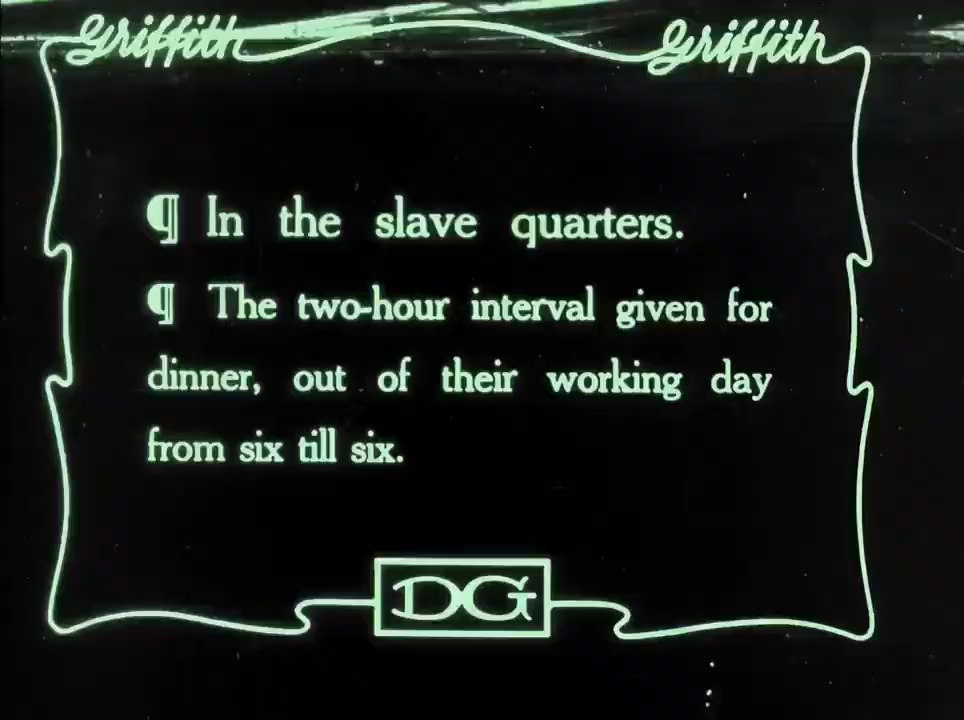 Griffith Griffith
¶ In the slave quarters.
¶ The two-hour interval given for
dinner, out of their working day
from six till six.
DG